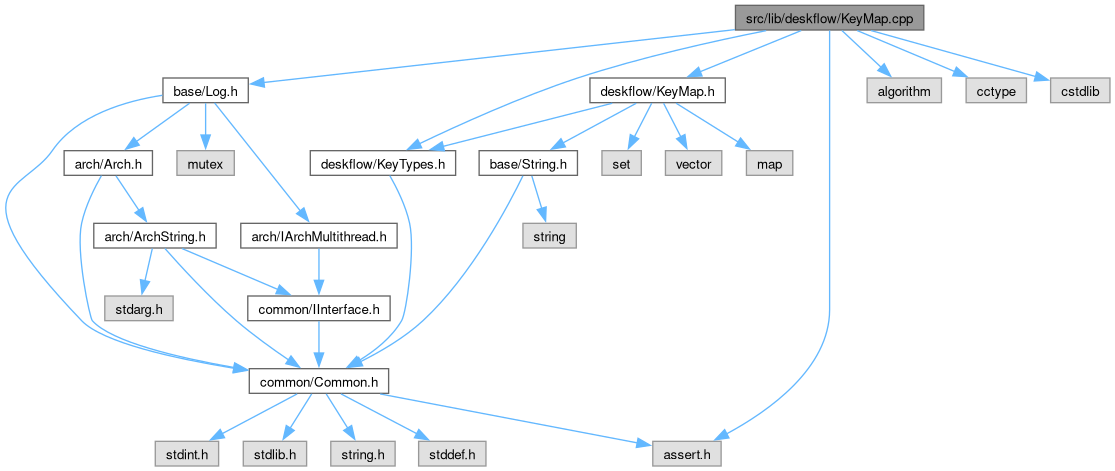 src/lib/deskflow/KeyMap.cpp
base/Log.h
deskflow/KeyMap.h
algorithm
cctype
cstdlib
arch/Arch.h
mutex
deskflow/KeyTypes.h
base/String.h
set
vector
map
arch/ArchString.h
arch/IArchMultithread.h
string
stdarg.h
common/IInterface.h
common/Common.h
stdint.h
stdlib.h
string.h
stddef.h
assert.h